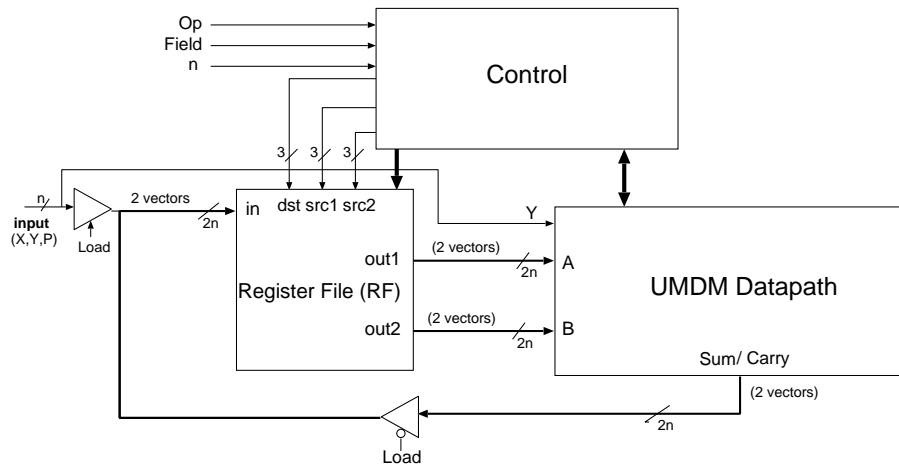 Op
Field
n
Control
3 3 3
n
input
(X,Y,P)
Load
2 vectors
2n
in
dst src1 src2
Y
out1
(2 vectors)
2n
A
Register File (RF)
UMDM Datapath
out2
(2 vectors)
2n
B
Sum/ Carry
(2 vectors)
2n
Load